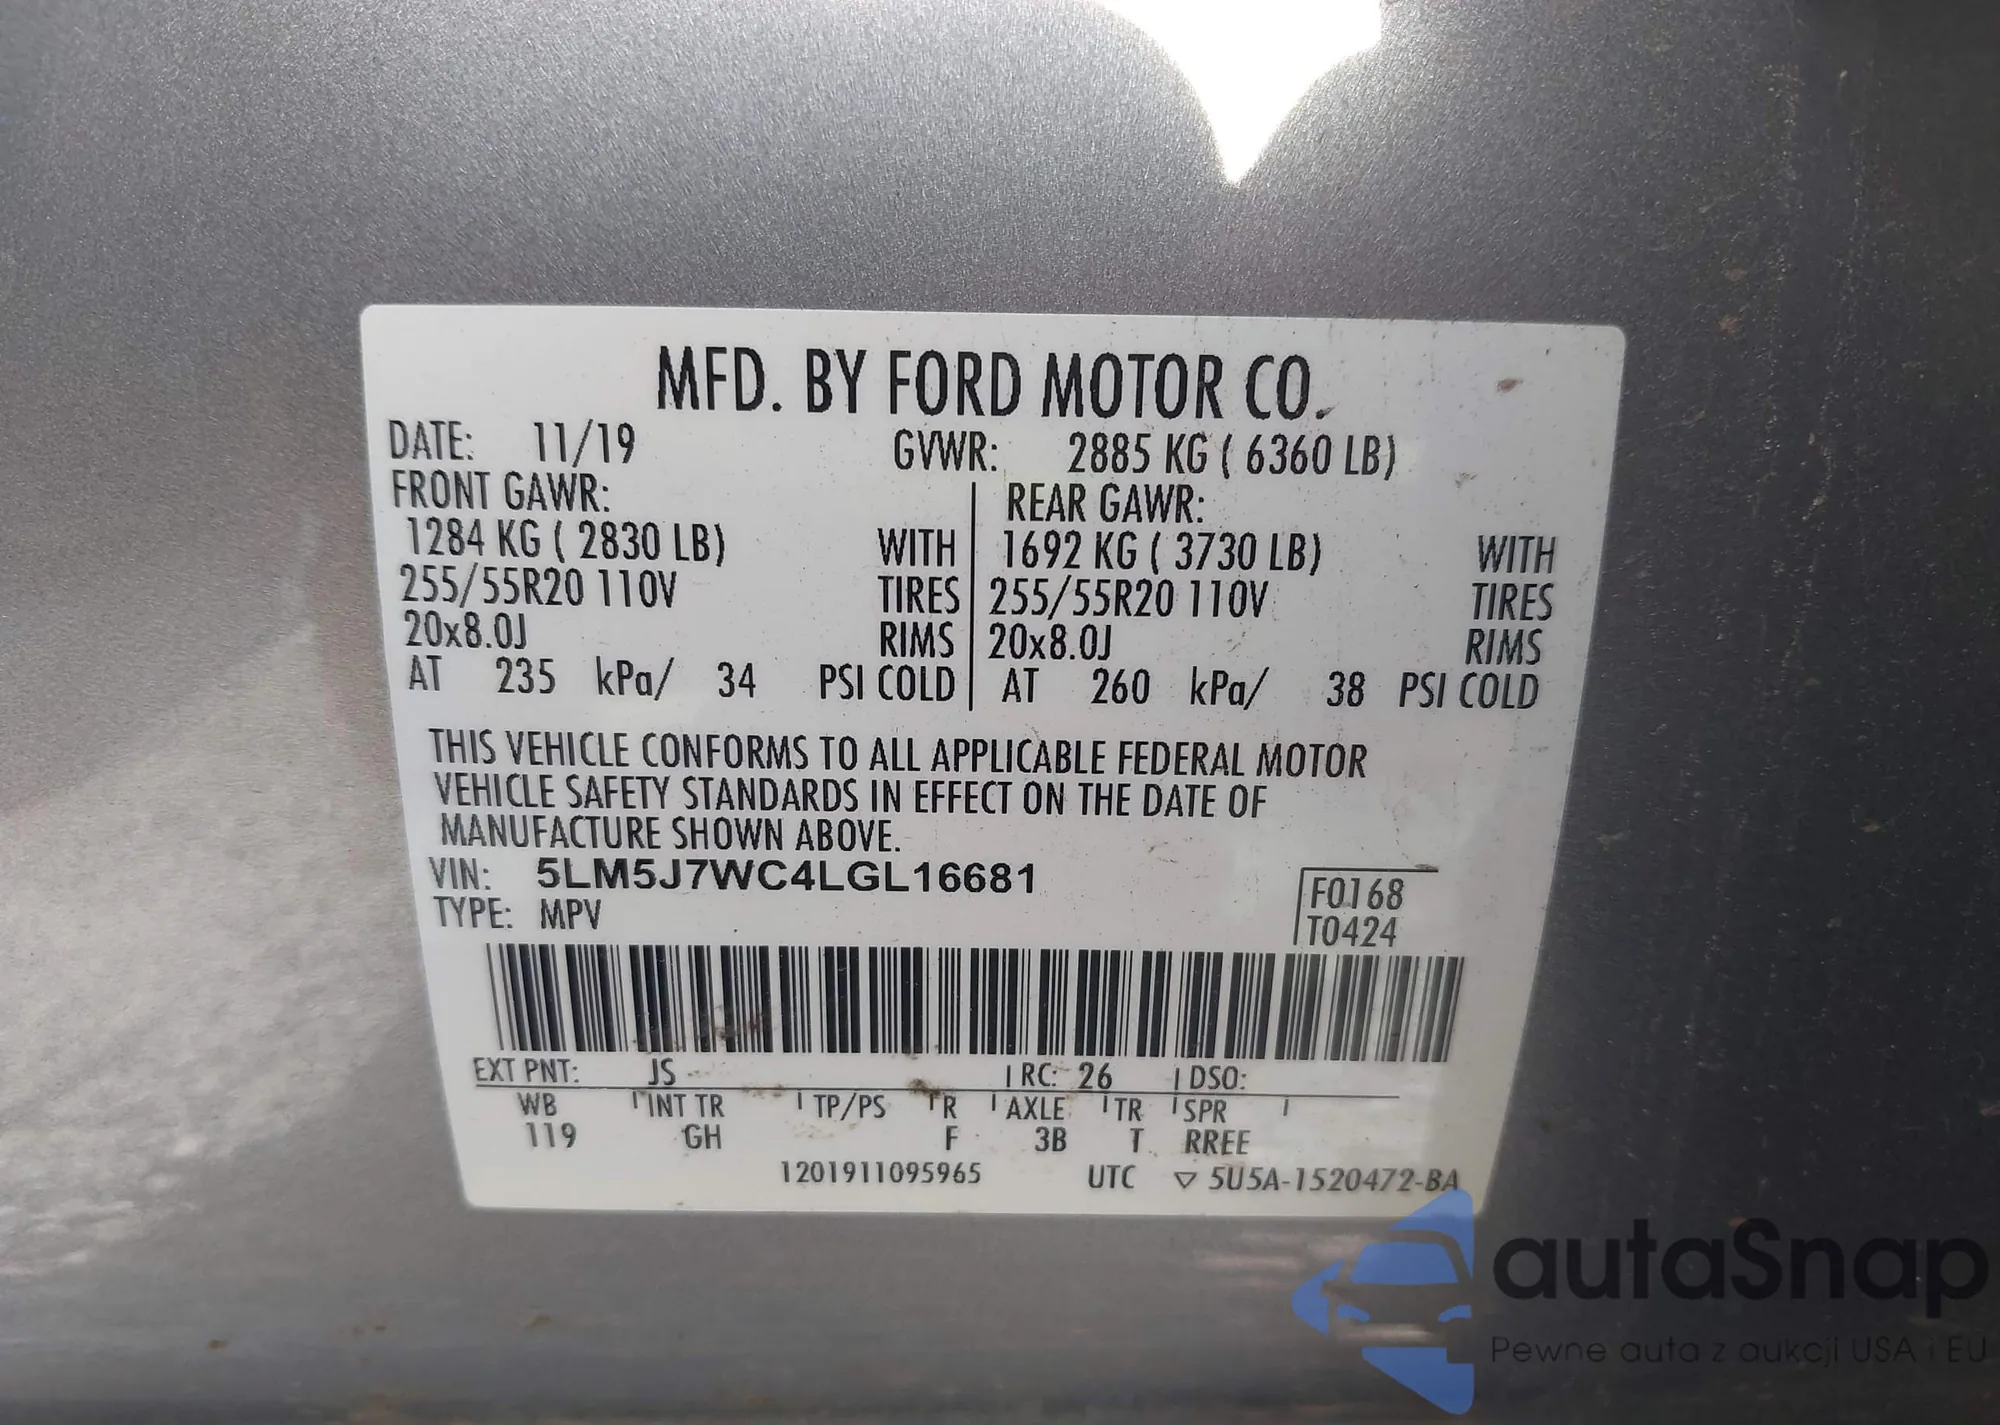 MFD. BY FORD MOTOR CO.
DATE: 11/19 GVWR: 2885 KG ( 6360 LB)
FRONT GAWR: REAR GAWR:
1284 KG ( 2830 LB) WITH 1692 KG ( 3730 LB) WITH
255/55R20 110V TIRES 255/55R20 110V TIRES
20x8.0J RIMS 20x8.0J RIMS
AT 235 kPa/ 34 PSI COLD AT 260 kPa/ 38 PSI COLD
THIS VEHICLE CONFORMS TO ALL APPLICABLE FEDERAL MOTOR
VEHICLE SAFETY STANDARDS IN EFFECT ON THE DATE OF
MANUFACTURE SHOWN ABOVE.
VIN: 5LM5J7WC4LGL16681
F0168
TYPE: MPV
T0424
EXT PNT: JS RC: 26 DSO:
WB INT TR TP/PS R AXLE TR SPR
119 GH F 3B T RREE
1201911095965 UTC ▽ 5U5A-1520472-BA
autaSnap
Pewne auta z aukcji USA i EU